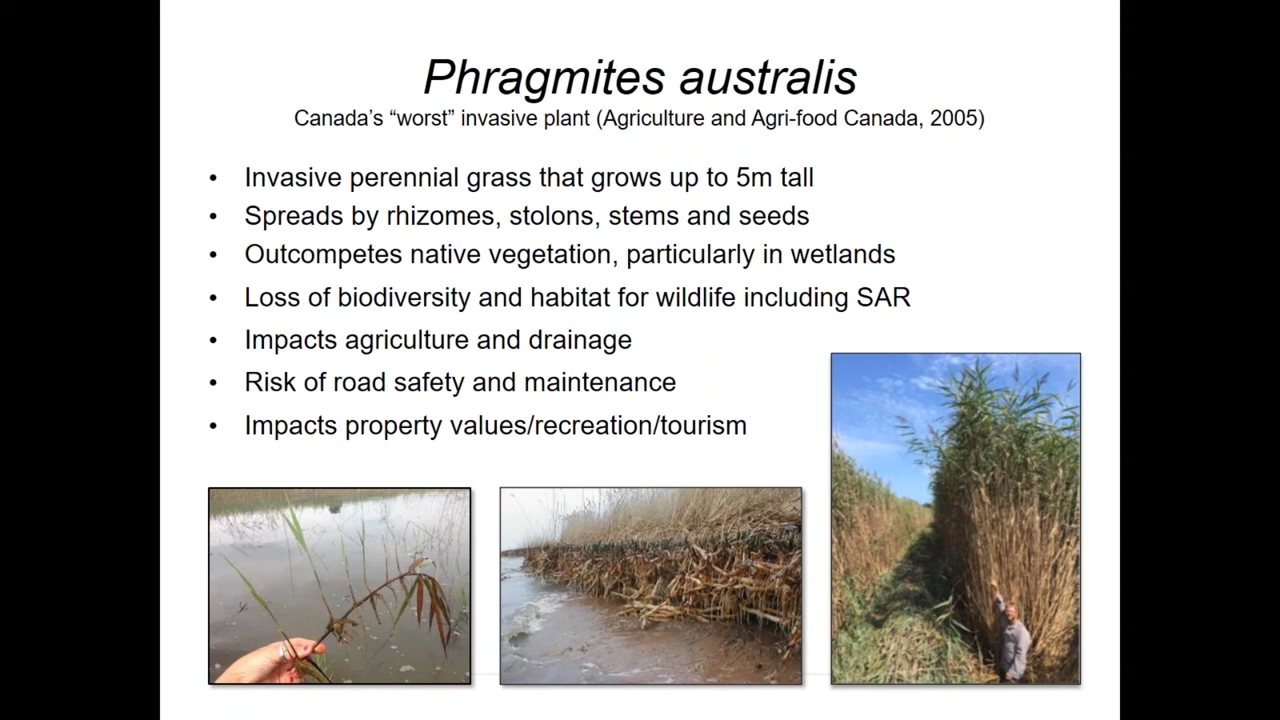 Phragmites australis
Canada's “worst” invasive plant (Agriculture and Agri-food Canada, 2005)
• Invasive perennial grass that grows up to 5m tall
• Spreads by rhizomes, stolons, stems and seeds
• Outcompetes native vegetation, particularly in wetlands
• Loss of biodiversity and habitat for wildlife including SAR
• Impacts agriculture and drainage
• Risk of road safety and maintenance
• Impacts property values/recreation/tourism